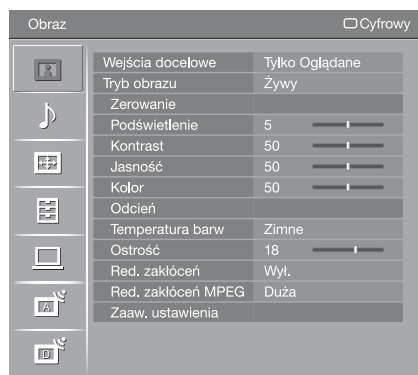 Obraz Cyfrowy
Wejścia docelowe Tylko Oglądane
Tryb obrazu Żywy
Zerowanie
Podświetlenie 5
Kontrast 50
Jasność 50
Kolor 50
Odcień
Temperatura barw Zimne
Ostrość 18
Red. zakłóceń Wył.
Red. zakłóceń MPEG Duża
Zaaw. ustawienia
A
D